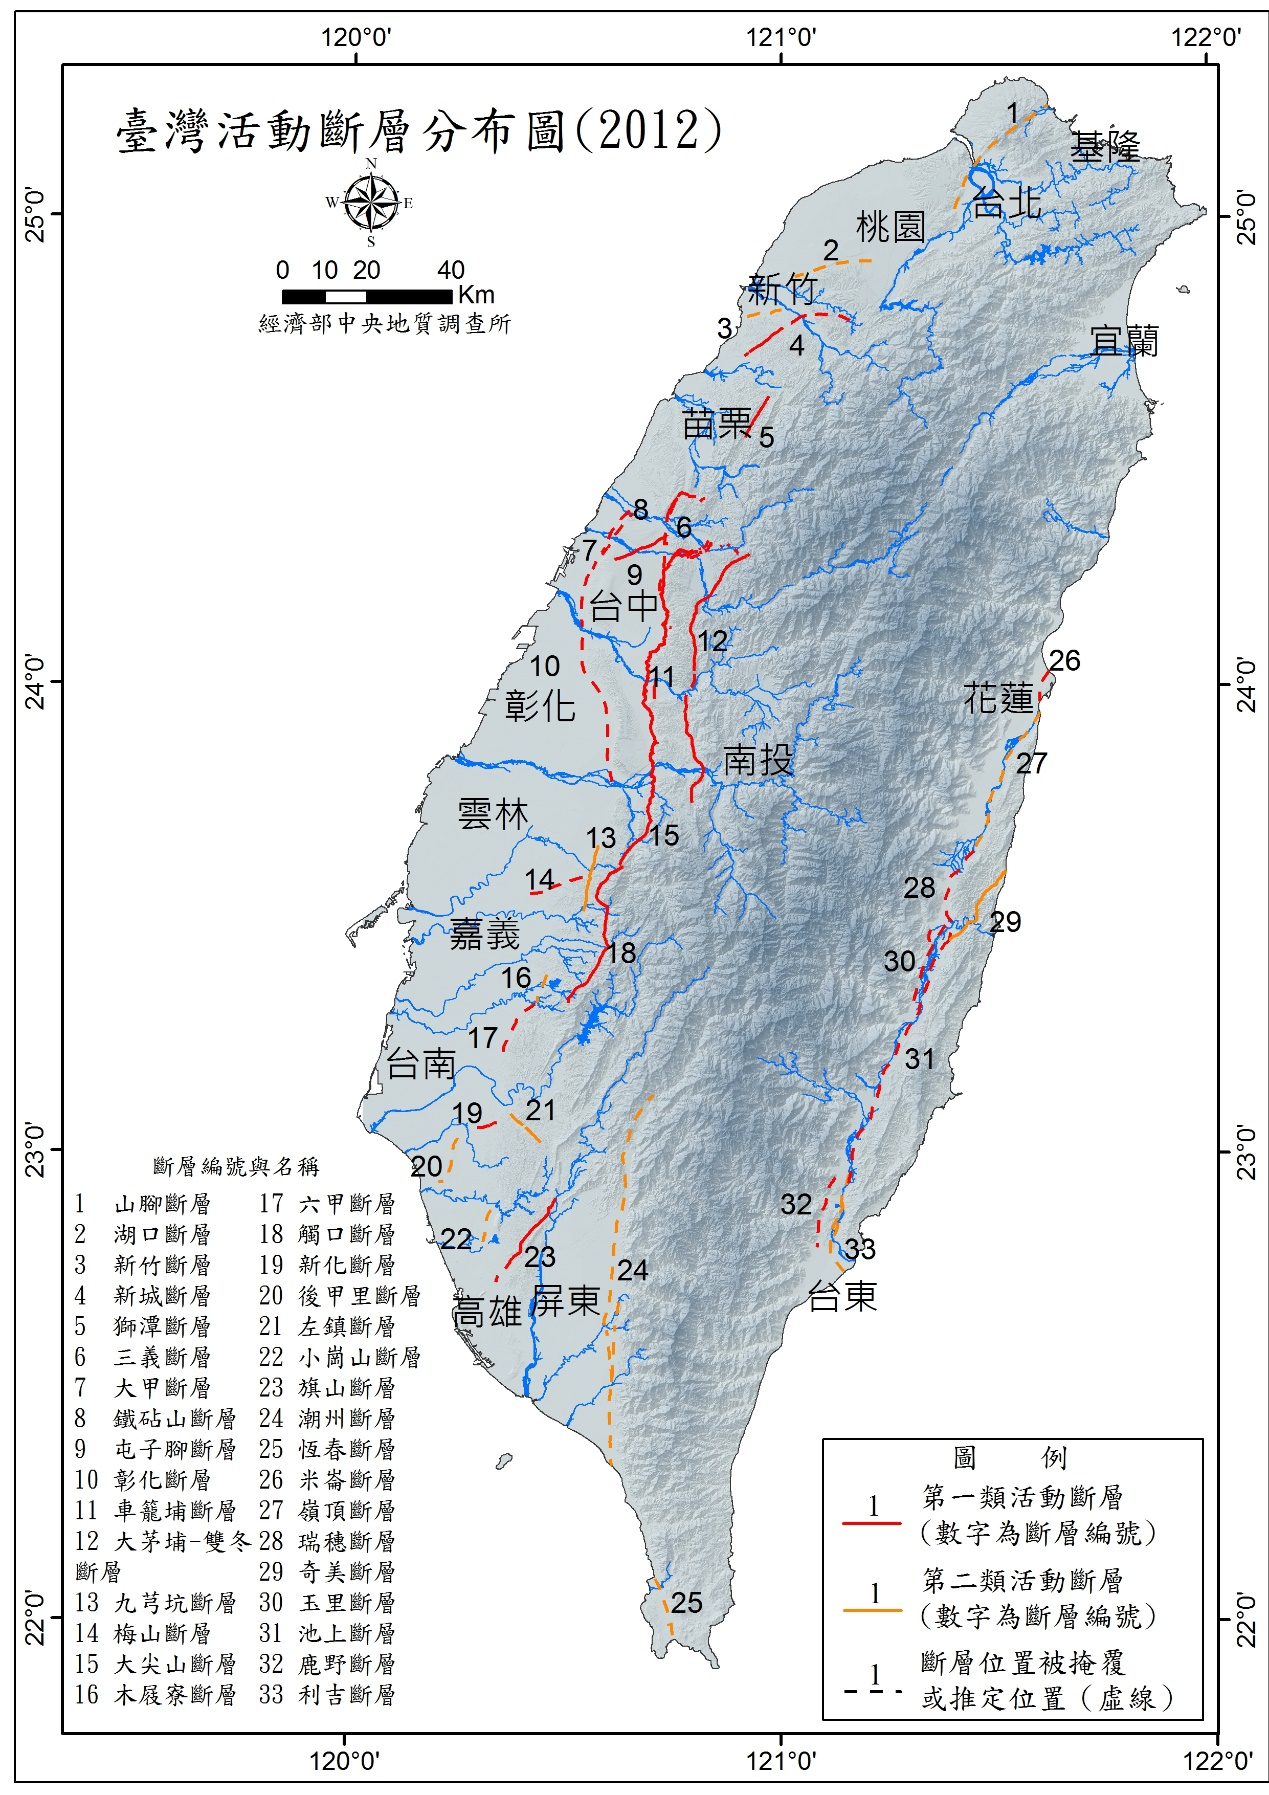 120°0' 121°0' 122°0'
臺灣活動斷層分布圖(2012)
N
W E
S
0 10 20 40
Km
經濟部中央地質調查所
25°0' 25°0'
24°0' 24°0'
23°0' 23°0'
22°0' 22°0'
1
基隆
台北
桃園
2
新竹
3
4
宜蘭
苗栗
5
8
6
7
9
台中
12
10
11
26
彰化
花蓮
南投
27
雲林
13
15
14
28
29
嘉義
18
30
16
17
31
台南
19
21
20
32
22
23
33
24
屏東
台東
高雄
25
斷層編號與名稱
1 山腳斷層 17 六甲斷層
2 湖口斷層 18 觸口斷層
3 新竹斷層 19 新化斷層
4 新城斷層 20 後甲里斷層
5 獅潭斷層 21 左鎮斷層
6 三義斷層 22 小崗山斷層
7 大甲斷層 23 旗山斷層
8 鐵砧山斷層 24 潮州斷層
9 屯子腳斷層 25 恆春斷層
10 彰化斷層 26 米崙斷層
11 車籠埔斷層 27 嶺頂斷層
12 大茅埔-雙冬 28 瑞穗斷層
斷層 29 奇美斷層
13 九芎坑斷層 30 玉里斷層
14 梅山斷層 31 池上斷層
15 大尖山斷層 32 鹿野斷層
16 木屐寮斷層 33 利吉斷層
圖 例
1 第一類活動斷層
(數字為斷層編號)
1 第二類活動斷層
(數字為斷層編號)
1 斷層位置被掩覆
或推定位置(虛線)
120°0' 121°0' 122°0'